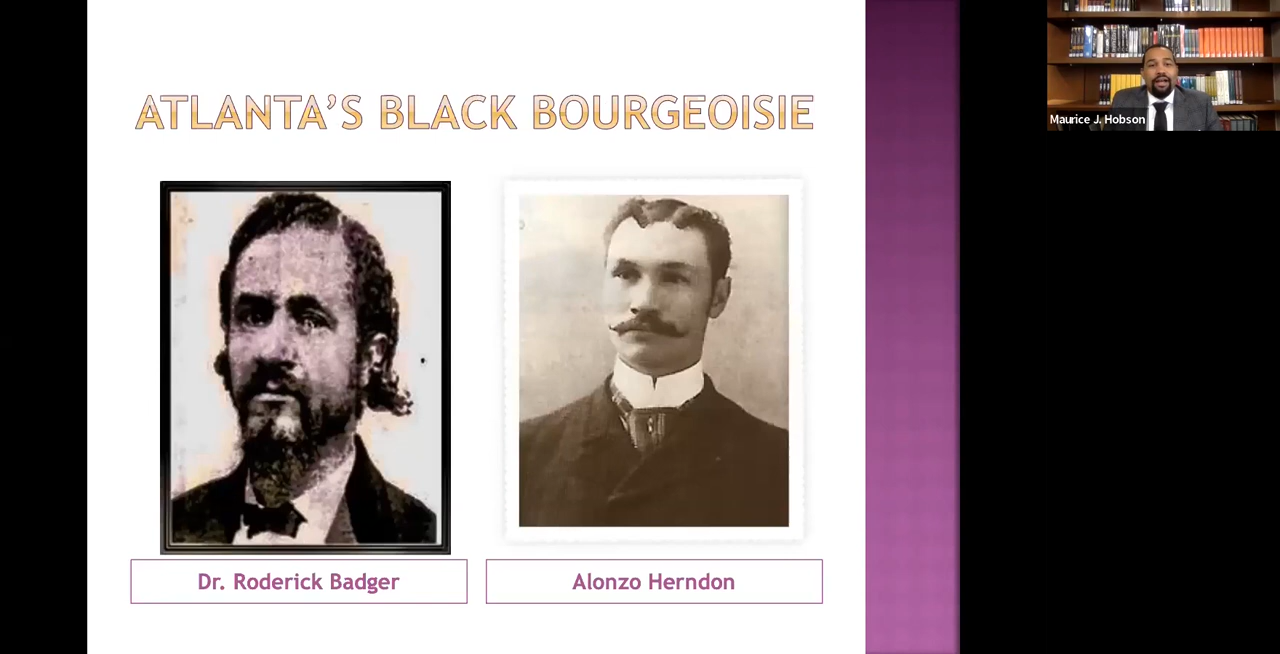 ATLANTA'S BLACK BOURGEOISIE
Dr. Roderick Badger
Alonzo Herndon
Maurice J. Hobson